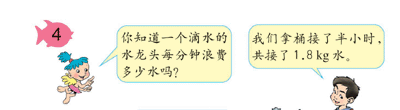 4
你知道一个滴水的
水龙头每分钟浪费
多少水吗?
我们拿桶接了半小时,
共接了1.8 kg水。